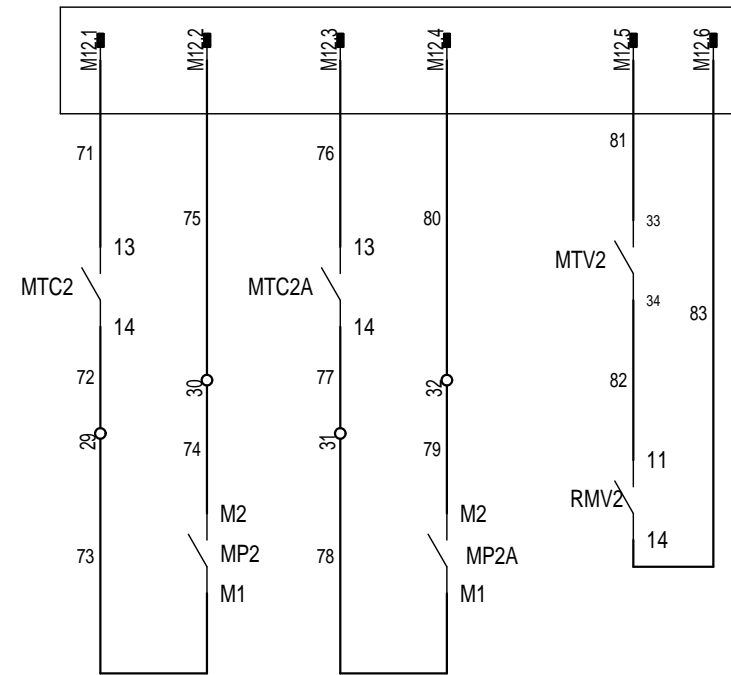 M12.1 M12.2 M12.3 M12.4 M12.5 M12.6
71 76 81
75 80 33
13 13
MTV2
MTC2 MTC2A
34 83
14 14
72 30 77 32 82
29 74 31 79
11
RMV2
M2 M2
14
73 MP2 78 MP2A
M1 M1